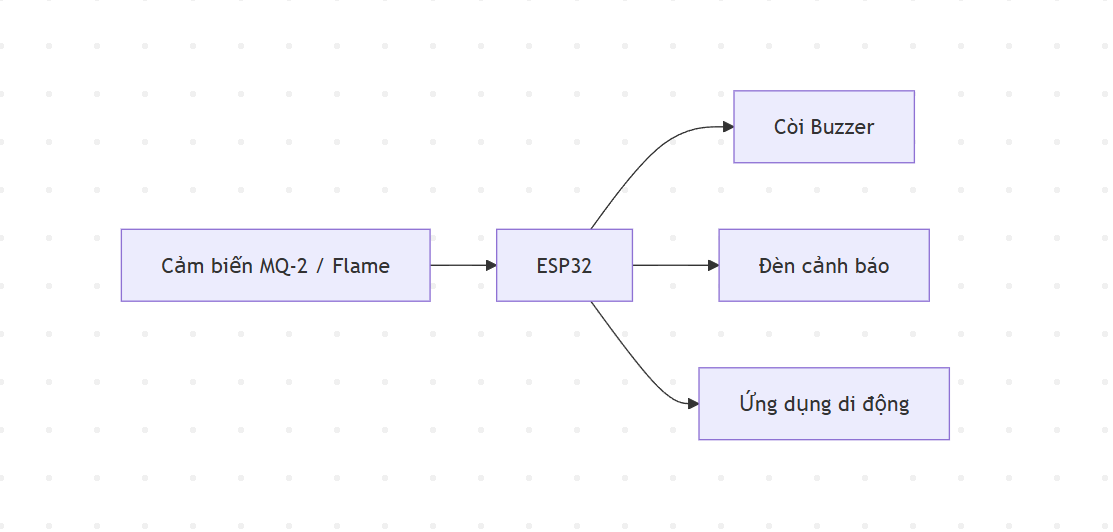 Còi Buzzer
Cảm biến MQ-2 / Flame
ESP32
Đèn cảnh báo
Ứng dụng di động